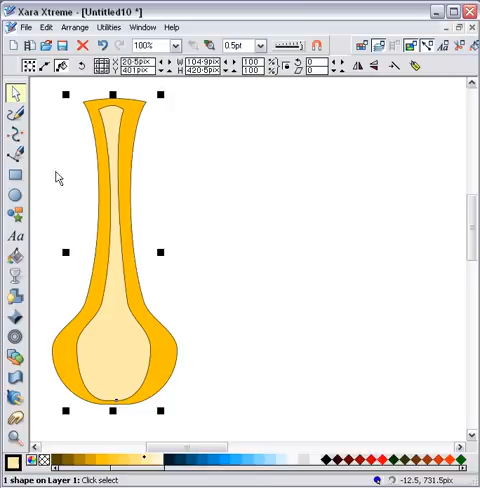 Xara Xtreme - [Untitled10 *]
File Edit Arrange Utilities Window Help
100% 0.5pt
X 20·5pix W 104·9pix 100 % 0
Y 401pix H 420·5pix 100 % 0
Aa
1 shape on Layer 1: Click select -12.5, 731.5pix